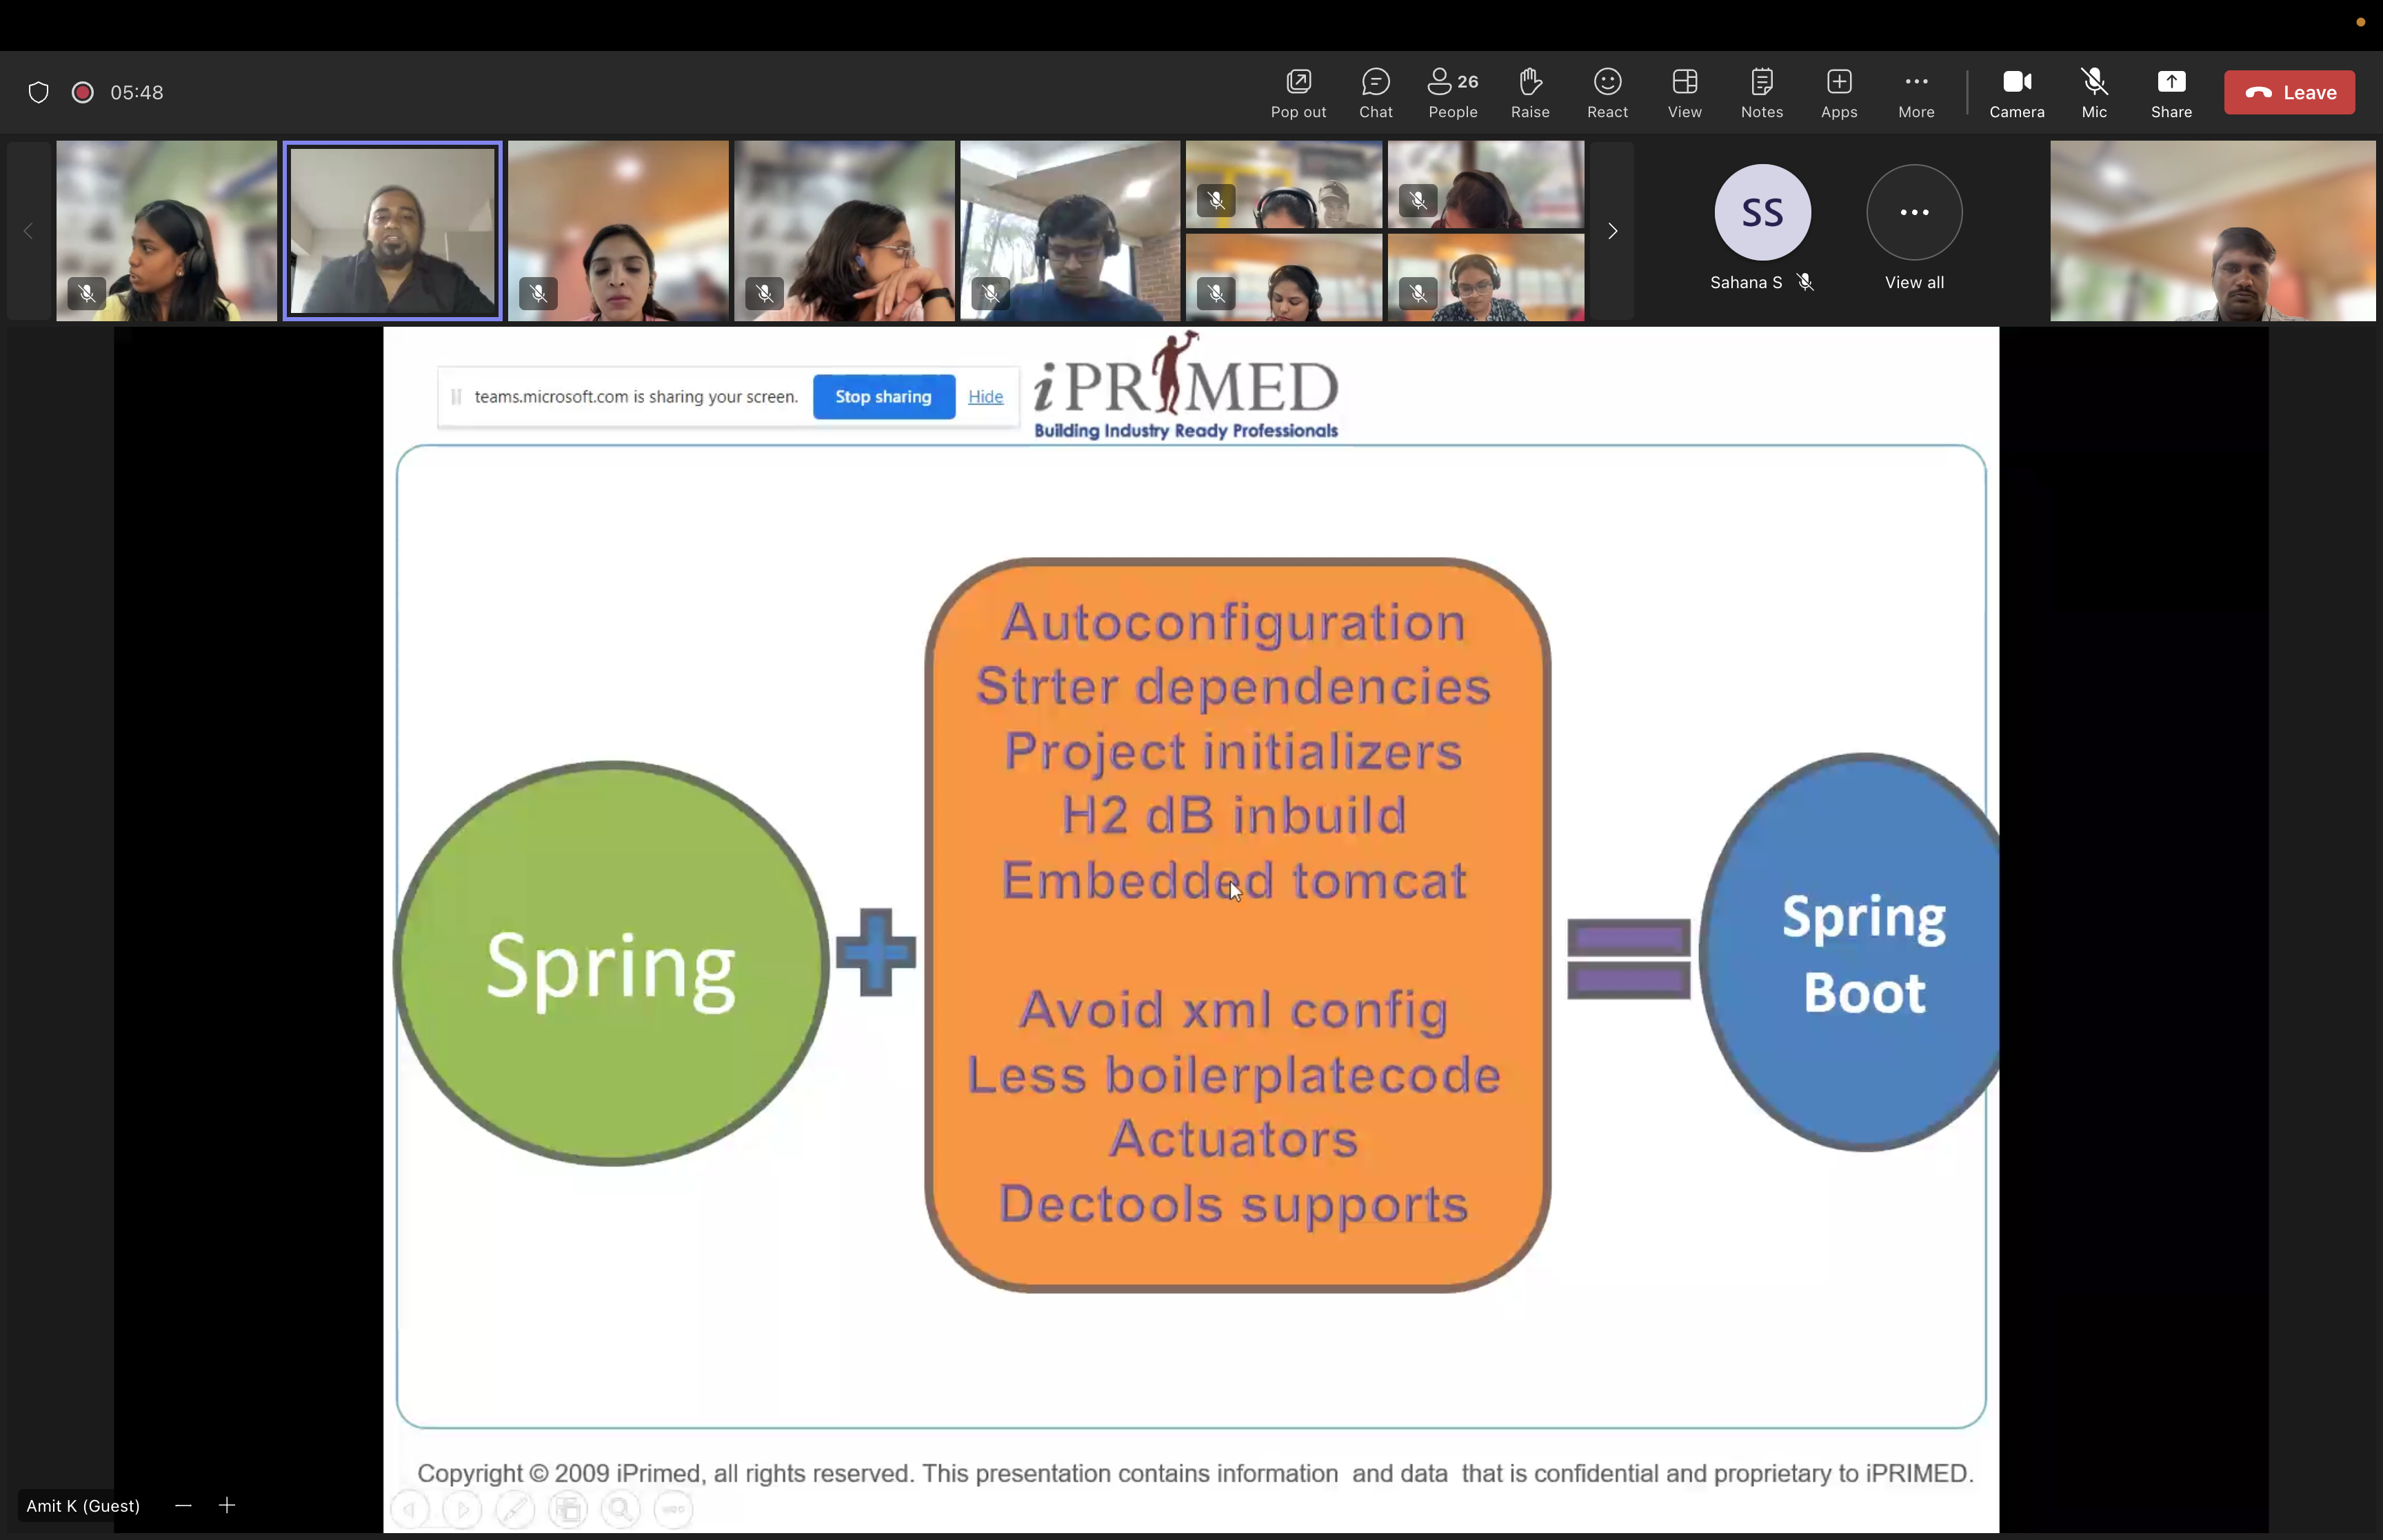 05:48
Pop out
Chat
26
People
Raise
React
View
Notes
Apps
More
Camera
Mic
Share
Leave
SS
Sahana S
View all
teams.microsoft.com is sharing your screen.
Stop sharing
Hide
iPRIMED
Building Industry Ready Professionals
Spring
Autoconfiguration
Strter dependencies
Project initializers
H2 dB inbuild
Embedded tomcat
Avoid xml config
Less boilerplatecode
Actuators
Dectools supports
Spring
Boot
Copyright © 2009 iPrimed, all rights reserved. This presentation contains information and data that is confidential and proprietary to iPRIMED.
Amit K (Guest)